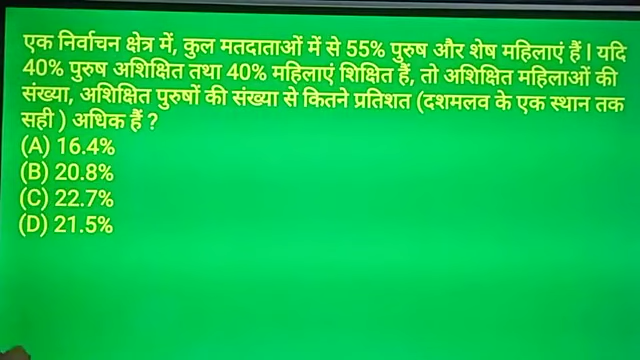 एक निर्वाचन क्षेत्र में, कुल मतदाताओं में से 55% पुरुष और शेष महिलाएं हैं। यदि
40% पुरुष अशिक्षित तथा 40% महिलाएं शिक्षित हैं, तो अशिक्षित महिलाओं की
संख्या, अशिक्षित पुरुषों की संख्या से कितने प्रतिशत (दशमलव के एक स्थान तक
सही ) अधिक हैं ?
(A) 16.4%
(B) 20.8%
(C) 22.7%
(D) 21.5%